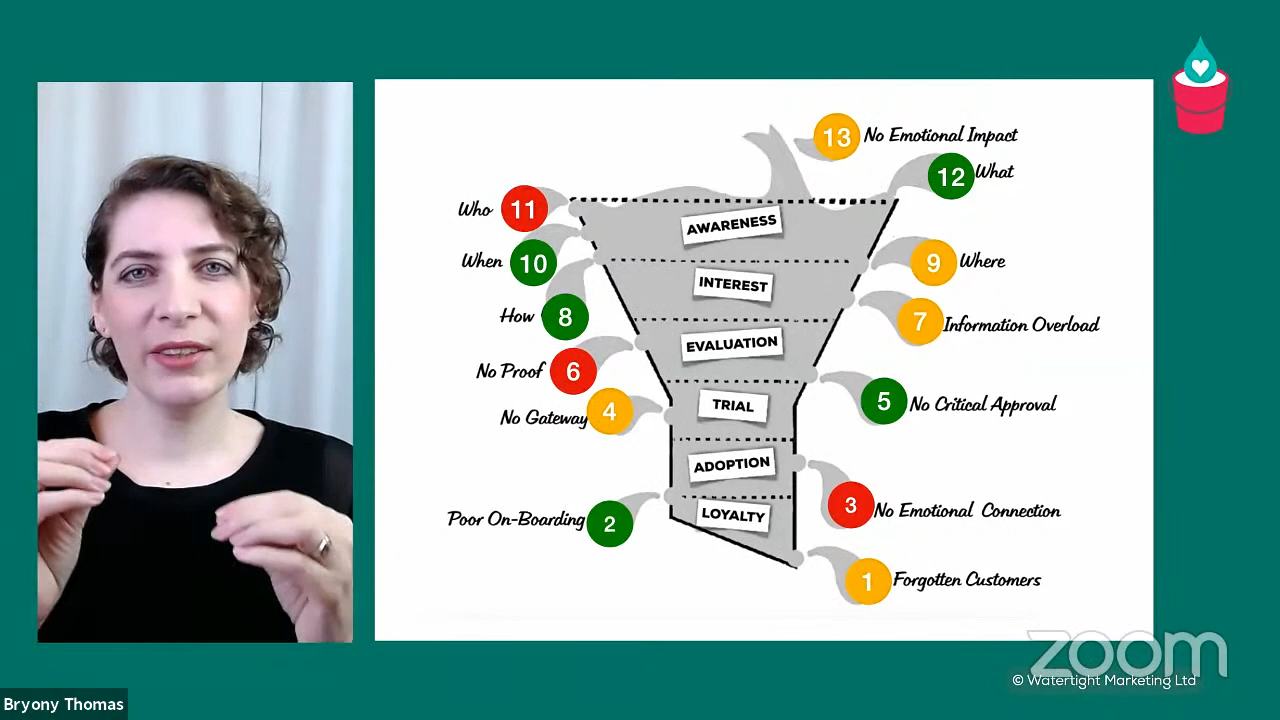 13 No Emotional Impact
12 What
Who 11
AWARENESS
When 10
9 Where
INTEREST
How 8
7 Information Overload
EVALUATION
No Proof 6
5 No Critical Approval
No Gateway 4
TRIAL
ADOPTION
3 No Emotional Connection
Poor On-Boarding 2
LOYALTY
1 Forgotten Customers
zoom
© Watertight Marketing Ltd
Bryony Thomas